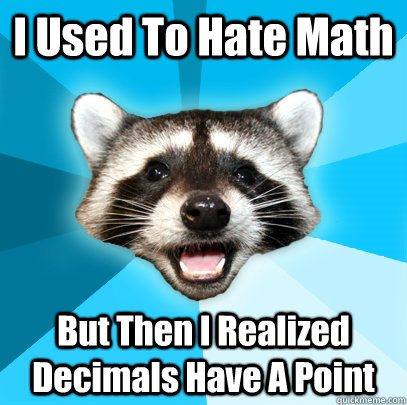 I Used To Hate Math
But Then I Realized
Decimals Have A Point
quickmeme.com